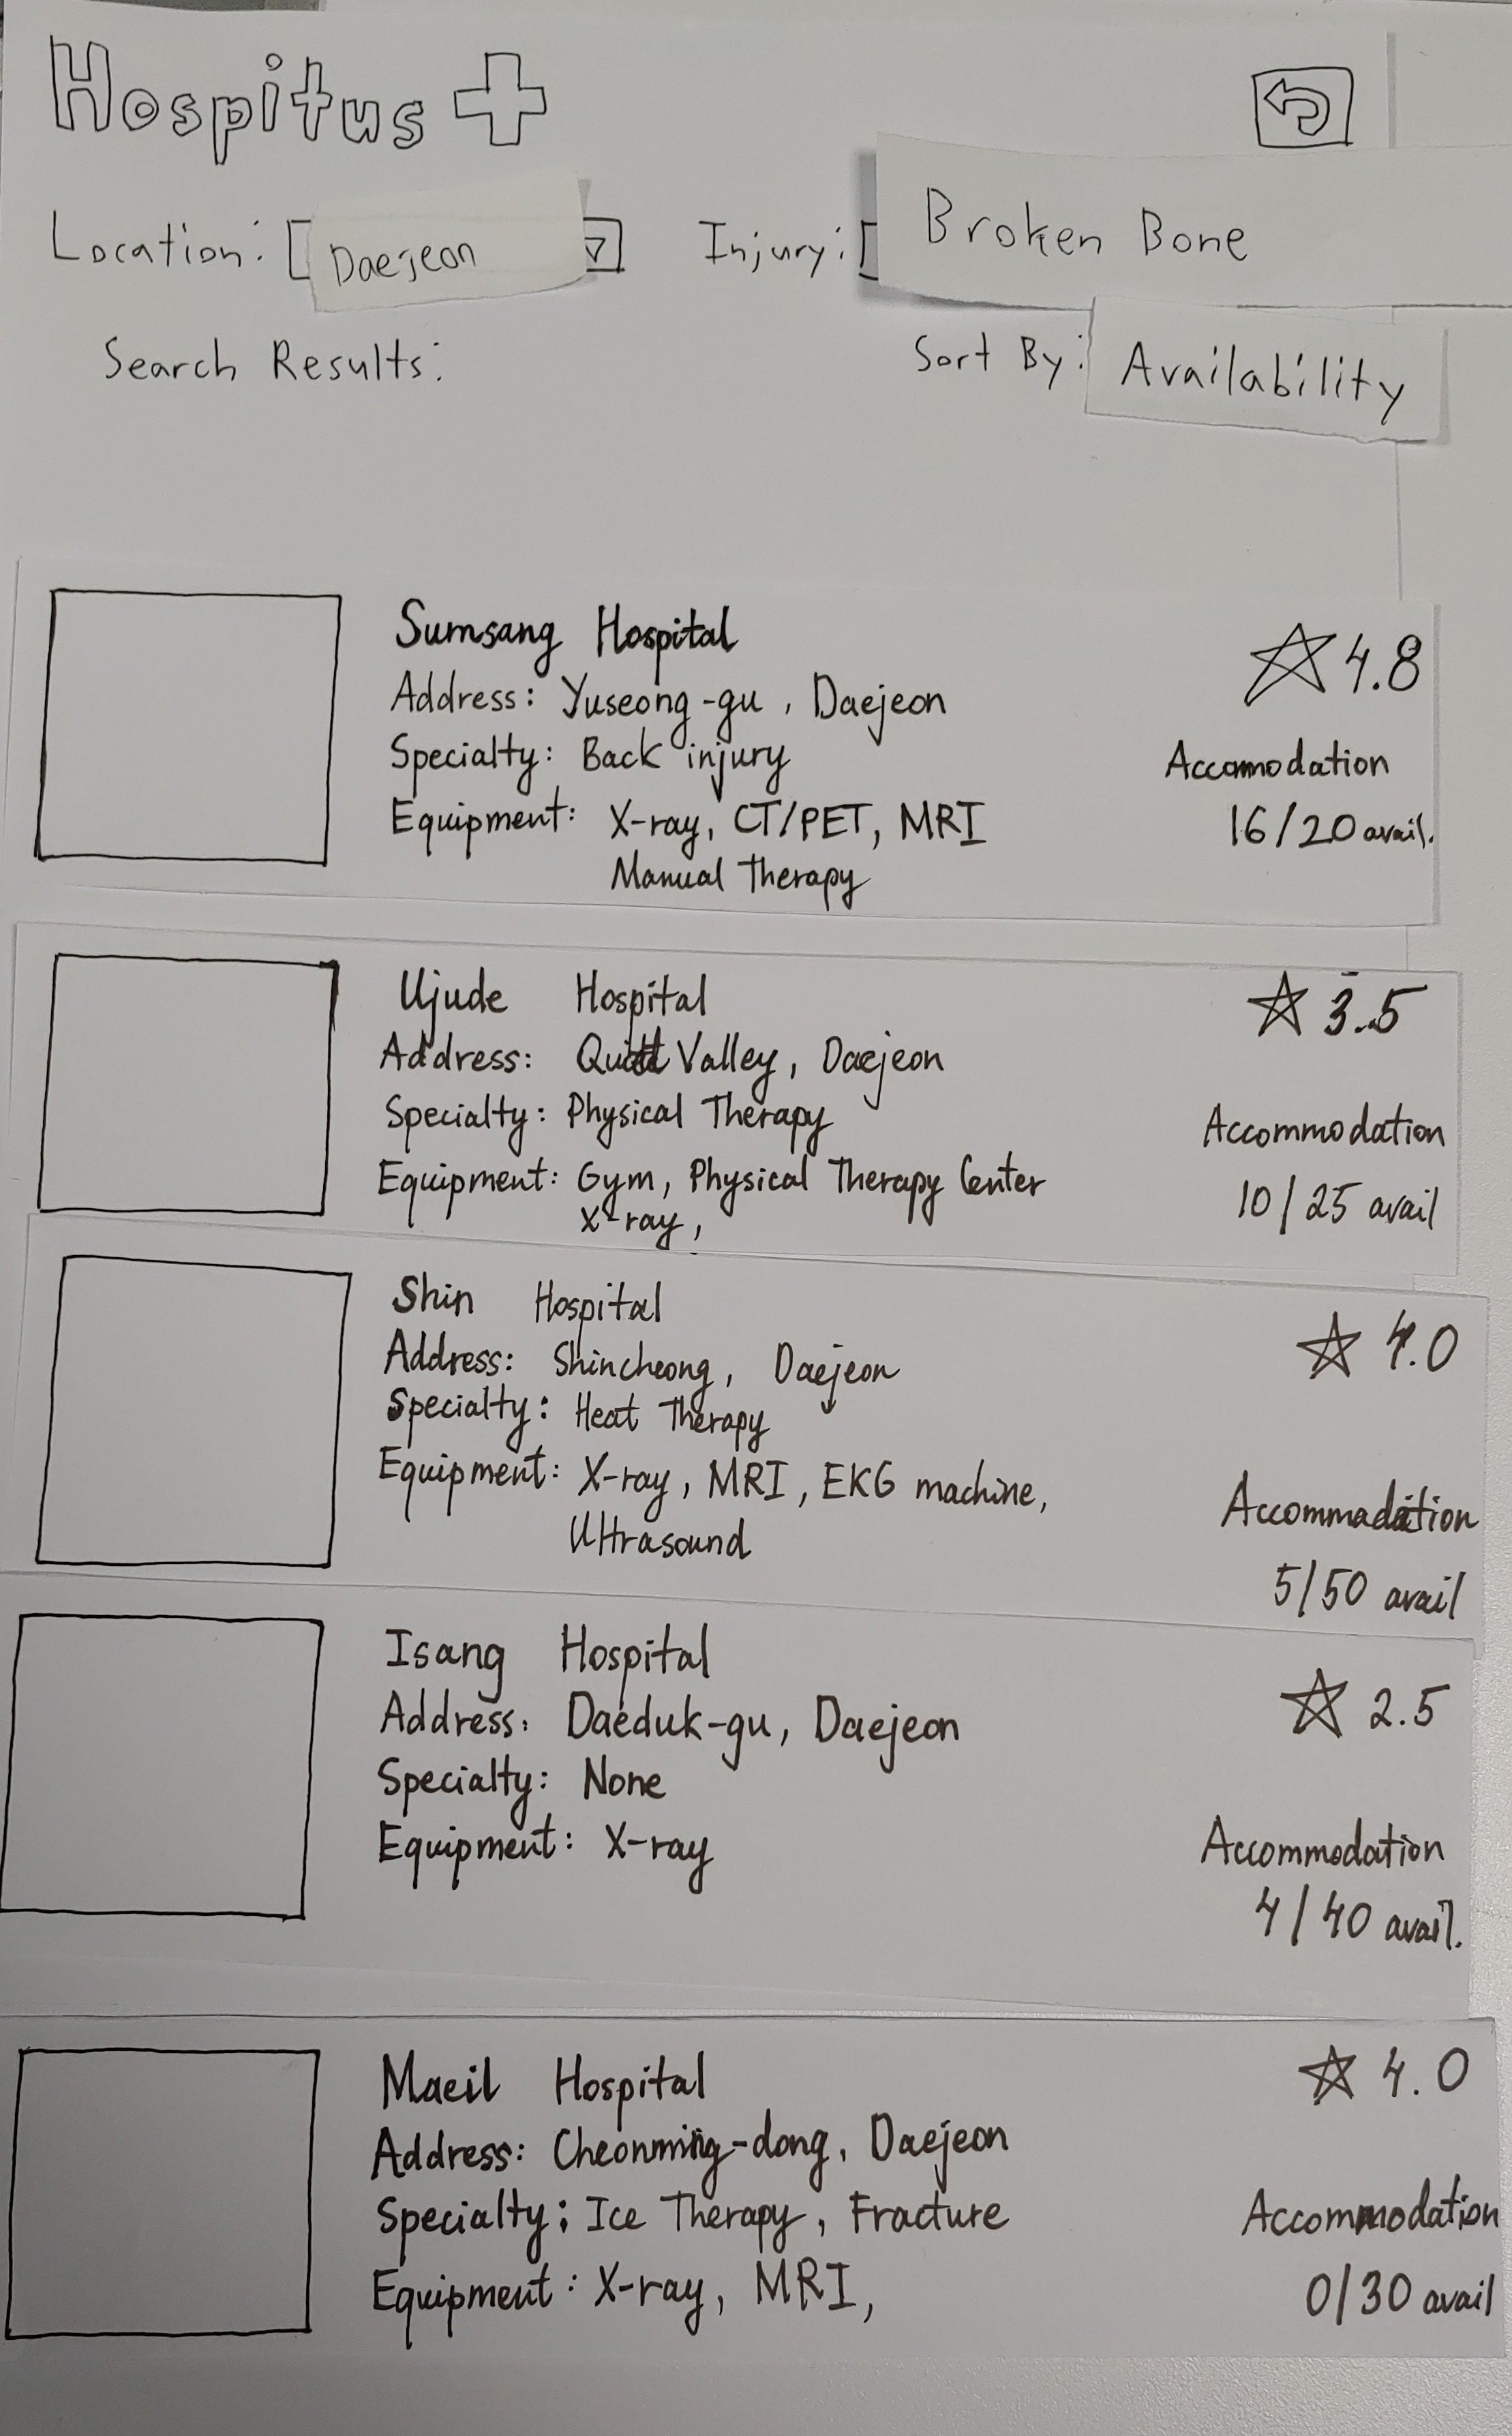 Hospitus
Location: Daejeon
Injury: Broken Bone
Search Results:
Sort By: Availability
Sumsang Hospital
4.8
Address: Yuseong-gu, Daejeon
Specialty: Back injury
Accomodation
Equipment: X-ray, CT/PET, MRI
16/20 avail.
Manual Therapy
Ujude Hospital
3.5
Address: Valley, Daejeon
Specialty: Physical Therapy
Accommodation
Equipment: Gym, Physical Therapy Center
10/25 avail
X-ray,
Shin Hospital
4.0
Address: Shincheong, Daejeon
Specialty: Heat Therapy
Equipment: X-ray, MRI, EKG machine,
Ultrasound
5/50 avail
Isang Hospital
2.5
Address: Daeduk-gu, Daejeon
Specialty: None
Equipment: X-ray
Accommodation
4/40 avail.
Maeil Hospital
4.0
Address: Daejeon
Specialty: Ice Therapy, Fracture
Accommodation
Equipment: X-ray, MRI,
0/30 avail